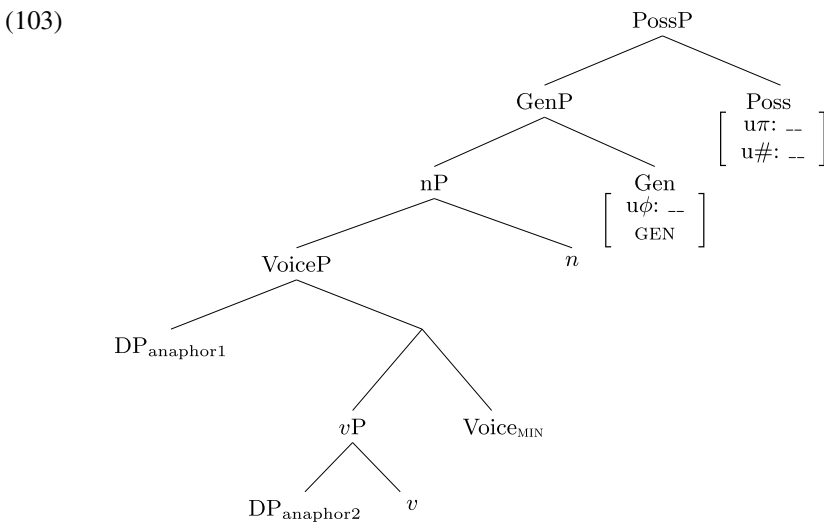 (103)
PossP
GenP Poss
[ uπ: __ ]
[ u#: __ ]
nP Gen
[ uϕ: __ ]
[ GEN ]
VoiceP n
DPanaphor1
vP VoiceMIN
DPanaphor2 v